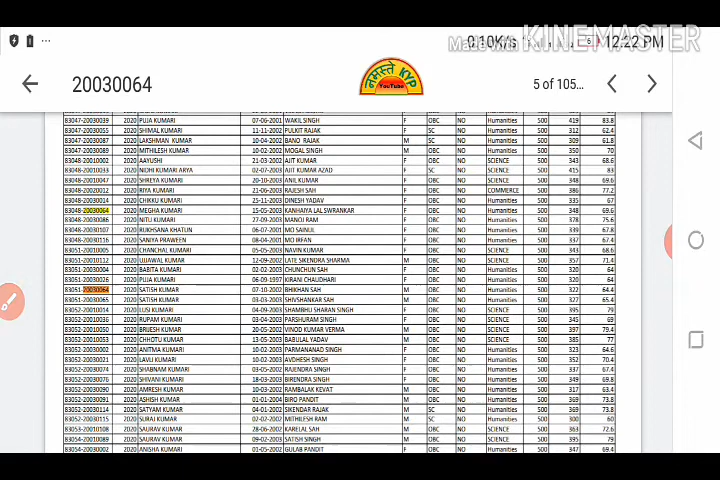 0.10K/s 12:22 PM
Made with KINEMASTER
20030064
नमस्ते KYP
YouTube
5 of 105...
83047-20030039 2020 PUJA KUMARI 07-06-2001 WAKIL SINGH F OBC NO Humanities 500 419 83.8
83047-20030055 2020 SHIMAL KUMARI 11-11-2002 PULKIT RAJAK F SC NO Humanities 500 312 62.4
83047-20030087 2020 LAKSHMAN KUMAR 10-04-2002 BANO RAJAK M SC NO Humanities 500 309 61.8
83047-20030089 2020 MITHILESH KUMAR 10-02-2002 MOGAL SINGH M OBC NO Humanities 500 350 70
83048-20010002 2020 AAYUSHI 21-03-2002 AJIT KUMAR F OBC NO SCIENCE 500 343 68.6
83048-20010033 2020 NIDHI KUMARI ARYA 02-07-2003 AJIT KUMAR AZAD F SC NO SCIENCE 500 415 83
83048-20010047 2020 SHREYA KUMARI 20-10-2003 ANIL KUMAR F OBC NO SCIENCE 500 348 69.6
83048-20020012 2020 RIYA KUMARI 21-06-2003 RAJESH SAH F OBC NO COMMERCE 500 386 77.2
83048-20030014 2020 CHIKKU KUMARI 25-11-2003 DINESH YADAV F OBC NO Humanities 500 335 67
83048-20030064 2020 MEGHA KUMARI 15-05-2003 KANHAIYA LAL SWRANKAR F OBC NO Humanities 500 348 69.6
83048-20030086 2020 NITU KUMARI 27-09-2003 MANOJ RAM F OBC NO Humanities 500 378 75.6
83048-20030107 2020 RUKHSANA KHATUN 06-07-2001 MO SAINUL F OBC NO Humanities 500 339 67.8
83048-20030116 2020 SANIYA PRAWEEN 08-04-2001 MO IRFAN F OBC NO Humanities 500 337 67.4
83051-20010005 2020 CHANCHAL KUMARI 05-05-2003 NAVIN KUMAR F OBC NO SCIENCE 500 343 68.6
83051-20010112 2020 UJJAWAL KUMAR 12-09-2002 LATE SIKENDRA SHARMA M OBC NO SCIENCE 500 357 71.4
83051-20030004 2020 BABITA KUMARI 02-02-2003 CHUNCHUN SAH F OBC NO Humanities 500 320 64
83051-20030026 2020 PUJA KUMARI 06-09-1997 KIRANI CHAUDHARI F OBC NO Humanities 500 320 64
83051-20030064 2020 SATISH KUMAR 07-10-2002 BHIKHAN SAH M OBC NO Humanities 500 322 64.4
83051-20030065 2020 SATISH KUMAR 03-03-2003 SHIVSHANKAR SAH M OBC NO Humanities 500 327 65.4
83052-20010014 2020 LUSI KUMARI 04-09-2003 SHAMBHU SHARAN SINGH F OBC NO SCIENCE 500 395 79
83052-20010036 2020 RUPAM KUMARI 03-04-2003 PARSHURAM SINGH F OBC NO SCIENCE 500 345 69
83052-20010050 2020 BRIJESH KUMAR 20-05-2002 VINOD KUMAR VERMA M OBC NO SCIENCE 500 397 79.4
83052-20010053 2020 CHHOTU KUMAR 13-05-2003 BABULAL YADAV M OBC NO SCIENCE 500 385 77
83052-20030002 2020 ANITMA KUMARI 10-02-2003 PARMANANAD SINGH F OBC NO Humanities 500 323 64.6
83052-20030021 2020 LAVLI KUMARI 10-02-2003 AVDHESH SINGH F OBC NO Humanities 500 352 70.4
83052-20030074 2020 SHABNAM KUMARI 03-05-2002 RAJENDRA SINGH F OBC NO Humanities 500 337 67.4
83052-20030076 2020 SHIVANI KUMARI 18-03-2003 BIRENDRA SINGH F OBC NO Humanities 500 349 69.8
83052-20030090 2020 AMRESH KUMAR 10-03-2002 RAMBALAK KEVAT M OBC NO Humanities 500 317 63.4
83052-20030091 2020 ASHISH KUMAR 01-01-2004 BIRO PANDIT M OBC NO Humanities 500 369 73.8
83052-20030114 2020 SATYAM KUMAR 04-01-2002 SIKENDAR RAJAK M SC NO Humanities 500 369 73.8
83052-20030115 2020 SURAJ KUMAR 02-02-2002 MITHILESH RAM M SC NO Humanities 500 300 60
83053-20010108 2020 SAURAV KUMAR 28-06-2002 KARELAL SAH M OBC NO SCIENCE 500 363 72.6
83054-20010089 2020 SAURAV KUMAR 09-02-2003 SATISH SINGH M OBC NO SCIENCE 500 395 79
83054-20030002 2020 ANISHA KUMARI 01-05-2002 GULAB PANDIT F OBC NO Humanities 500 347 69.4